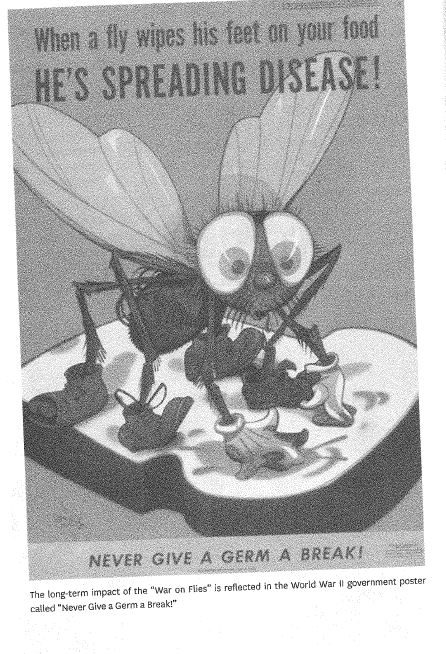 When a fly wipes his feet on your food
HE'S SPREADING DISEASE!
NEVER GIVE A GERM A BREAK!
The long-term impact of the “War on Flies” is reflected in the World War II government poster
called “Never Give a Germ a Break!”